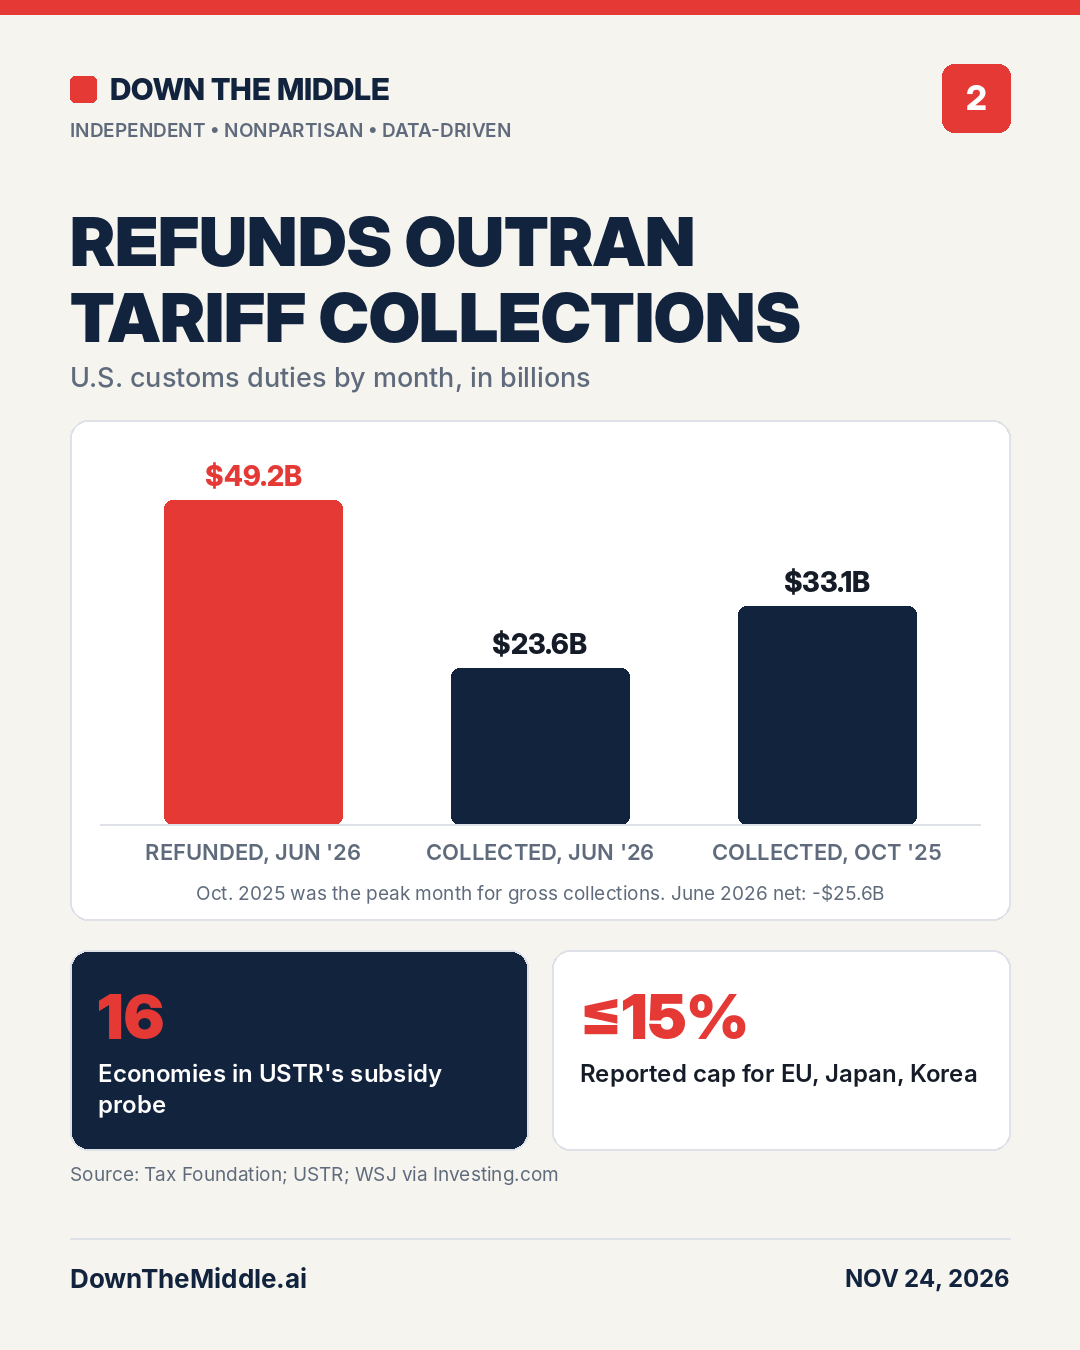 DOWN THE MIDDLE
2
INDEPENDENT • NONPARTISAN • DATA-DRIVEN
REFUNDS OUTRAN
TARIFF COLLECTIONS
U.S. customs duties by month, in billions
$49.2B
$23.6B
$33.1B
REFUNDED, JUN '26
COLLECTED, JUN '26
COLLECTED, OCT '25
Oct. 2025 was the peak month for gross collections. June 2026 net: -$25.6B
16
Economies in USTR's subsidy
probe
≤15%
Reported cap for EU, Japan, Korea
Source: Tax Foundation; USTR; WSJ via Investing.com
DownTheMiddle.ai
NOV 24, 2026